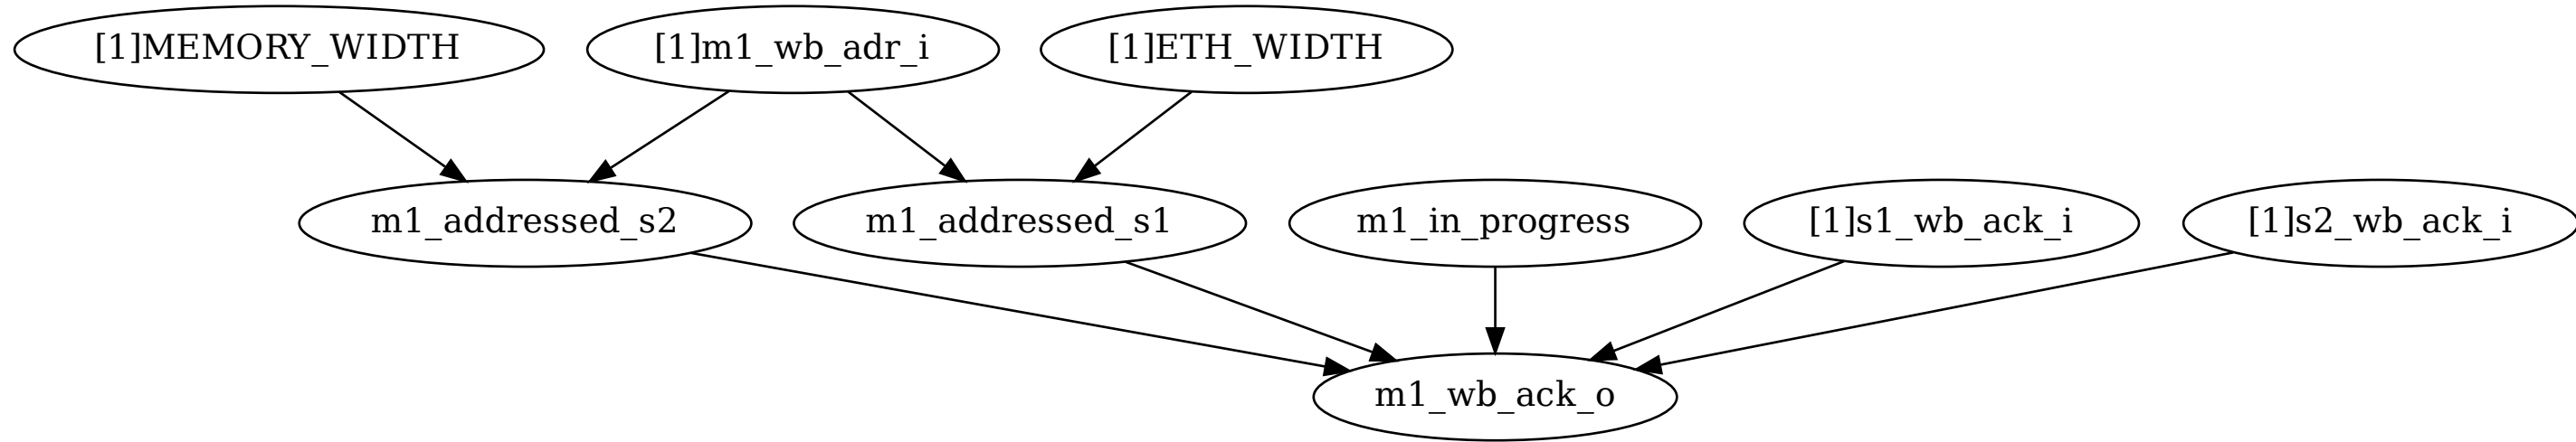 [1]MEMORY_WIDTH
[1]m1_wb_adr_i
[1]ETH_WIDTH
m1_addressed_s2
m1_addressed_s1
m1_in_progress
[1]s1_wb_ack_i
[1]s2_wb_ack_i
m1_wb_ack_o